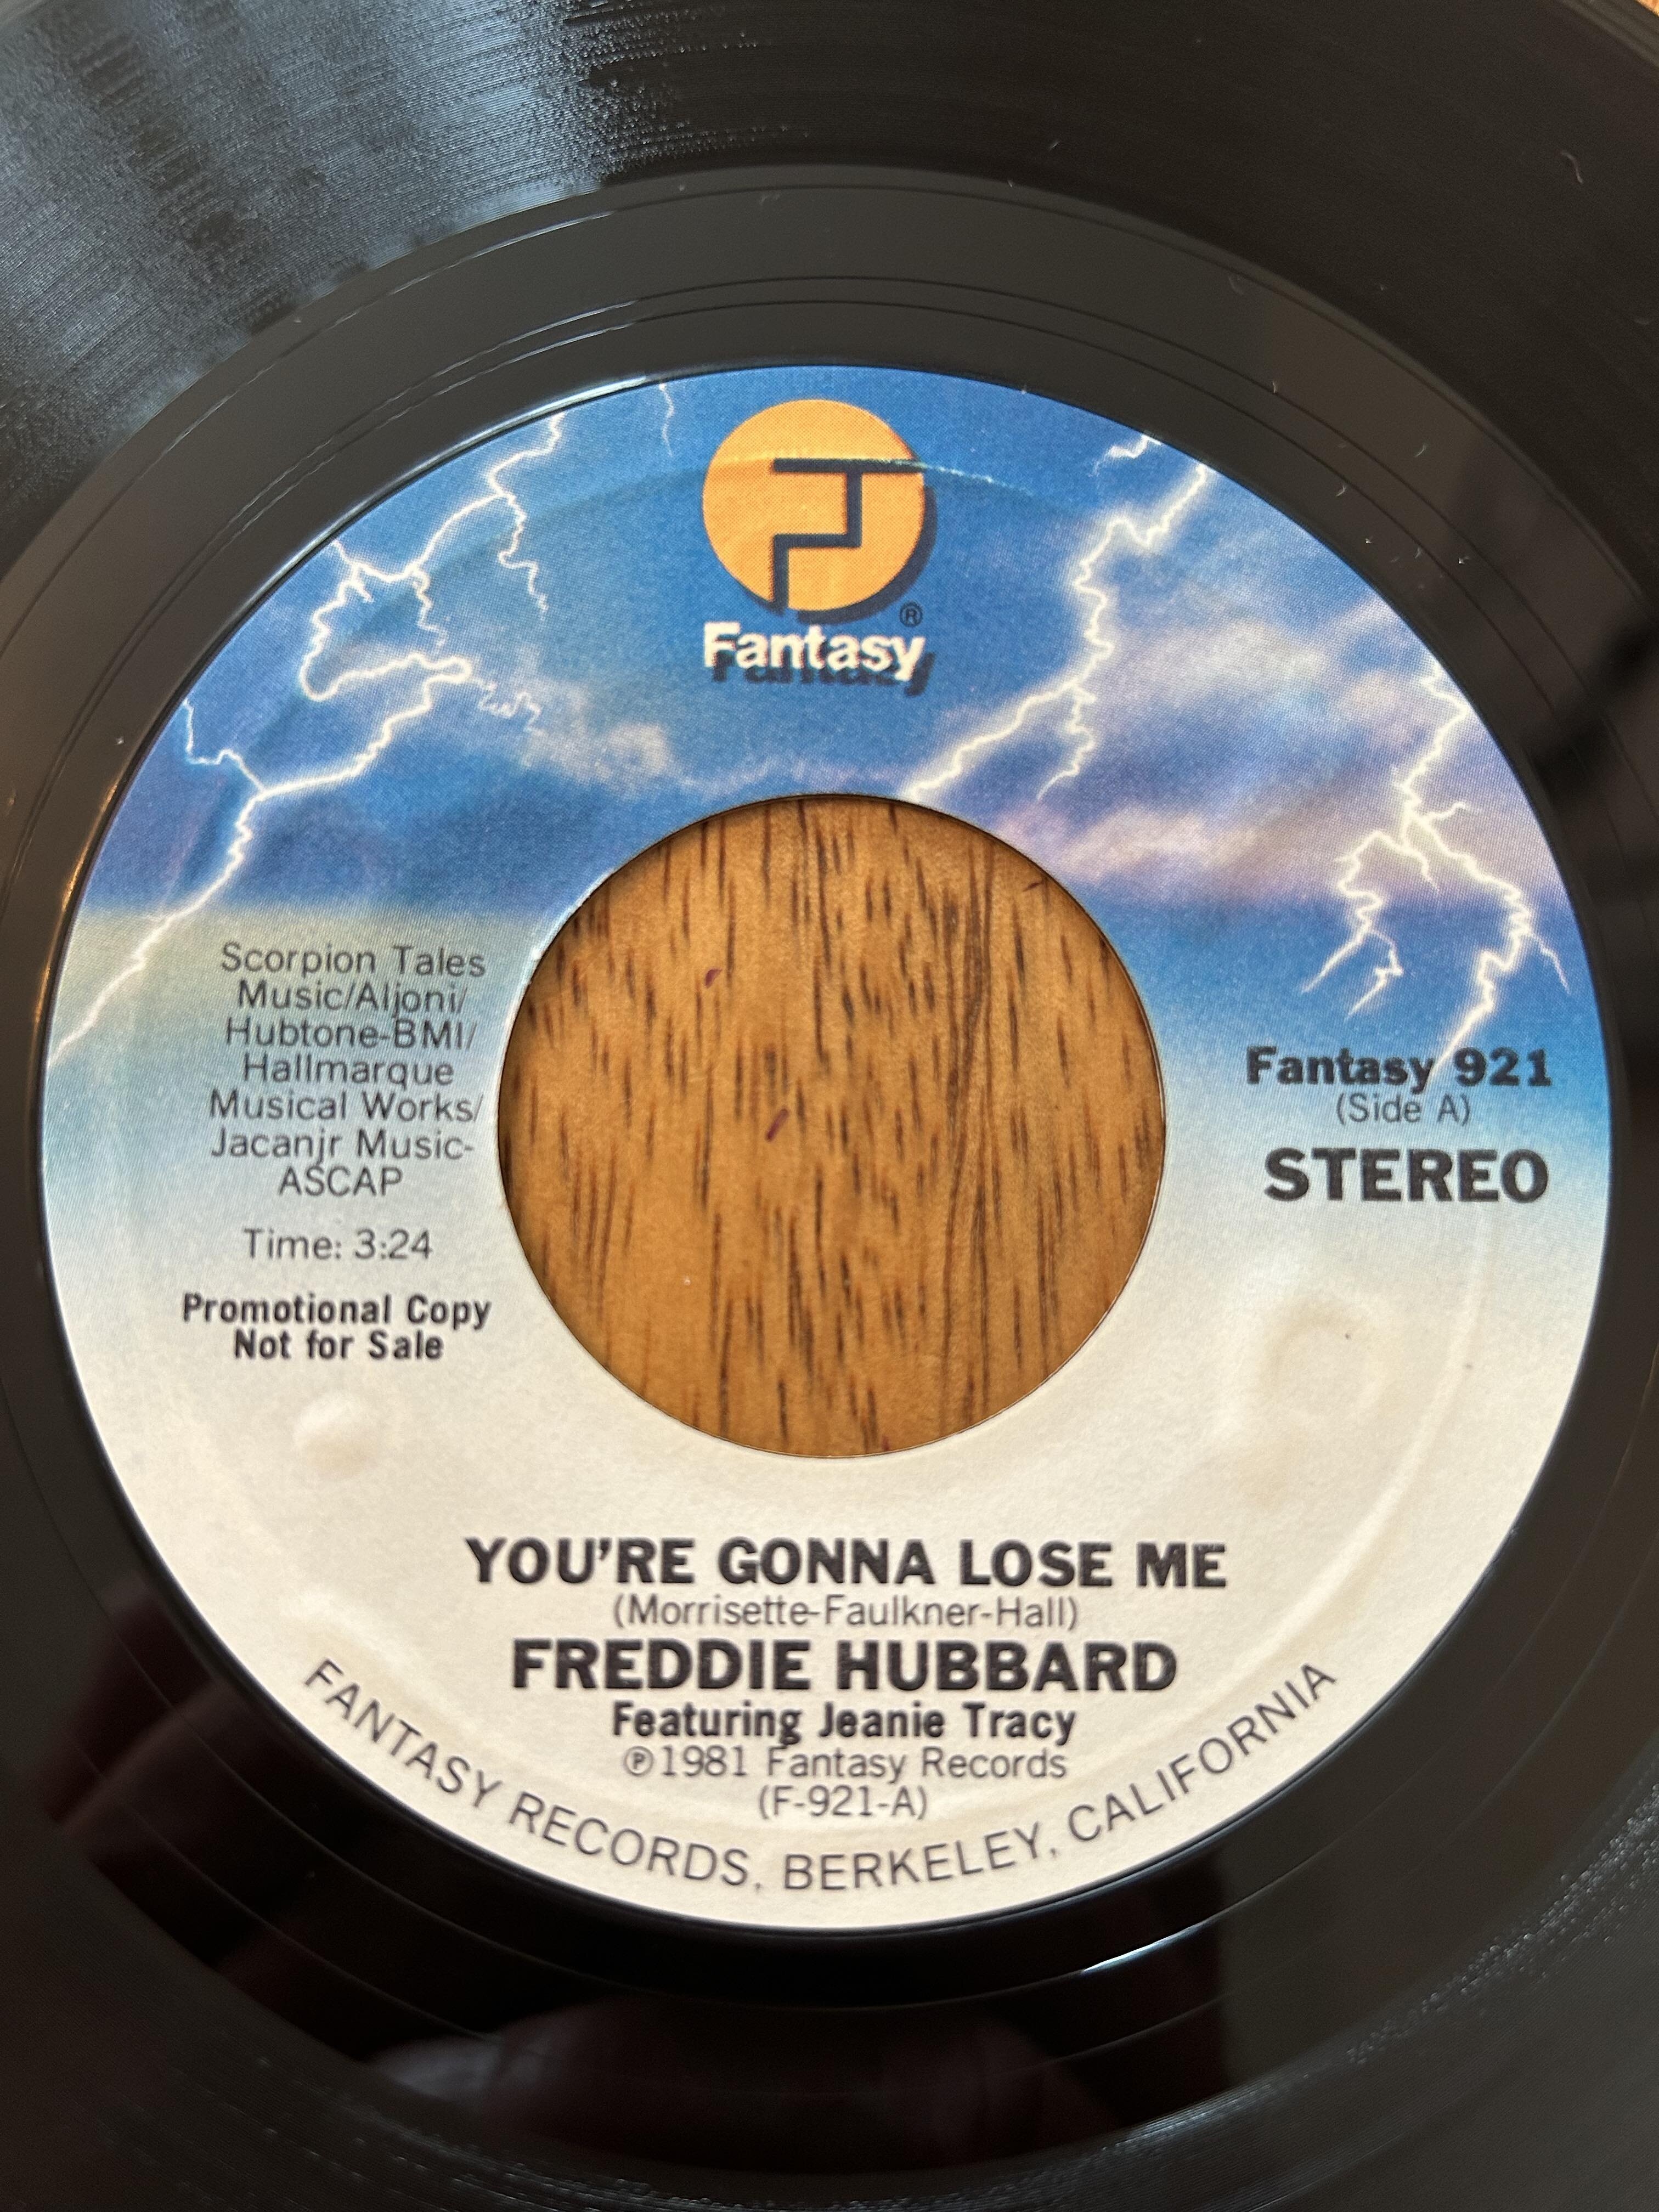 Fantasy®
Scorpion Tales
Music/Aljoni/
Hubtone-BMI/
Hallmarque
Musical Works/
Jacanjr Music-
ASCAP
Time: 3:24
Promotional Copy
Not for Sale
Fantasy 921
(Side A)
STEREO
YOU'RE GONNA LOSE ME
(Morrisette-Faulkner-Hall)
FREDDIE HUBBARD
Featuring Jeanie Tracy
℗1981 Fantasy Records
(F-921-A)
FANTASY RECORDS, BERKELEY, CALIFORNIA